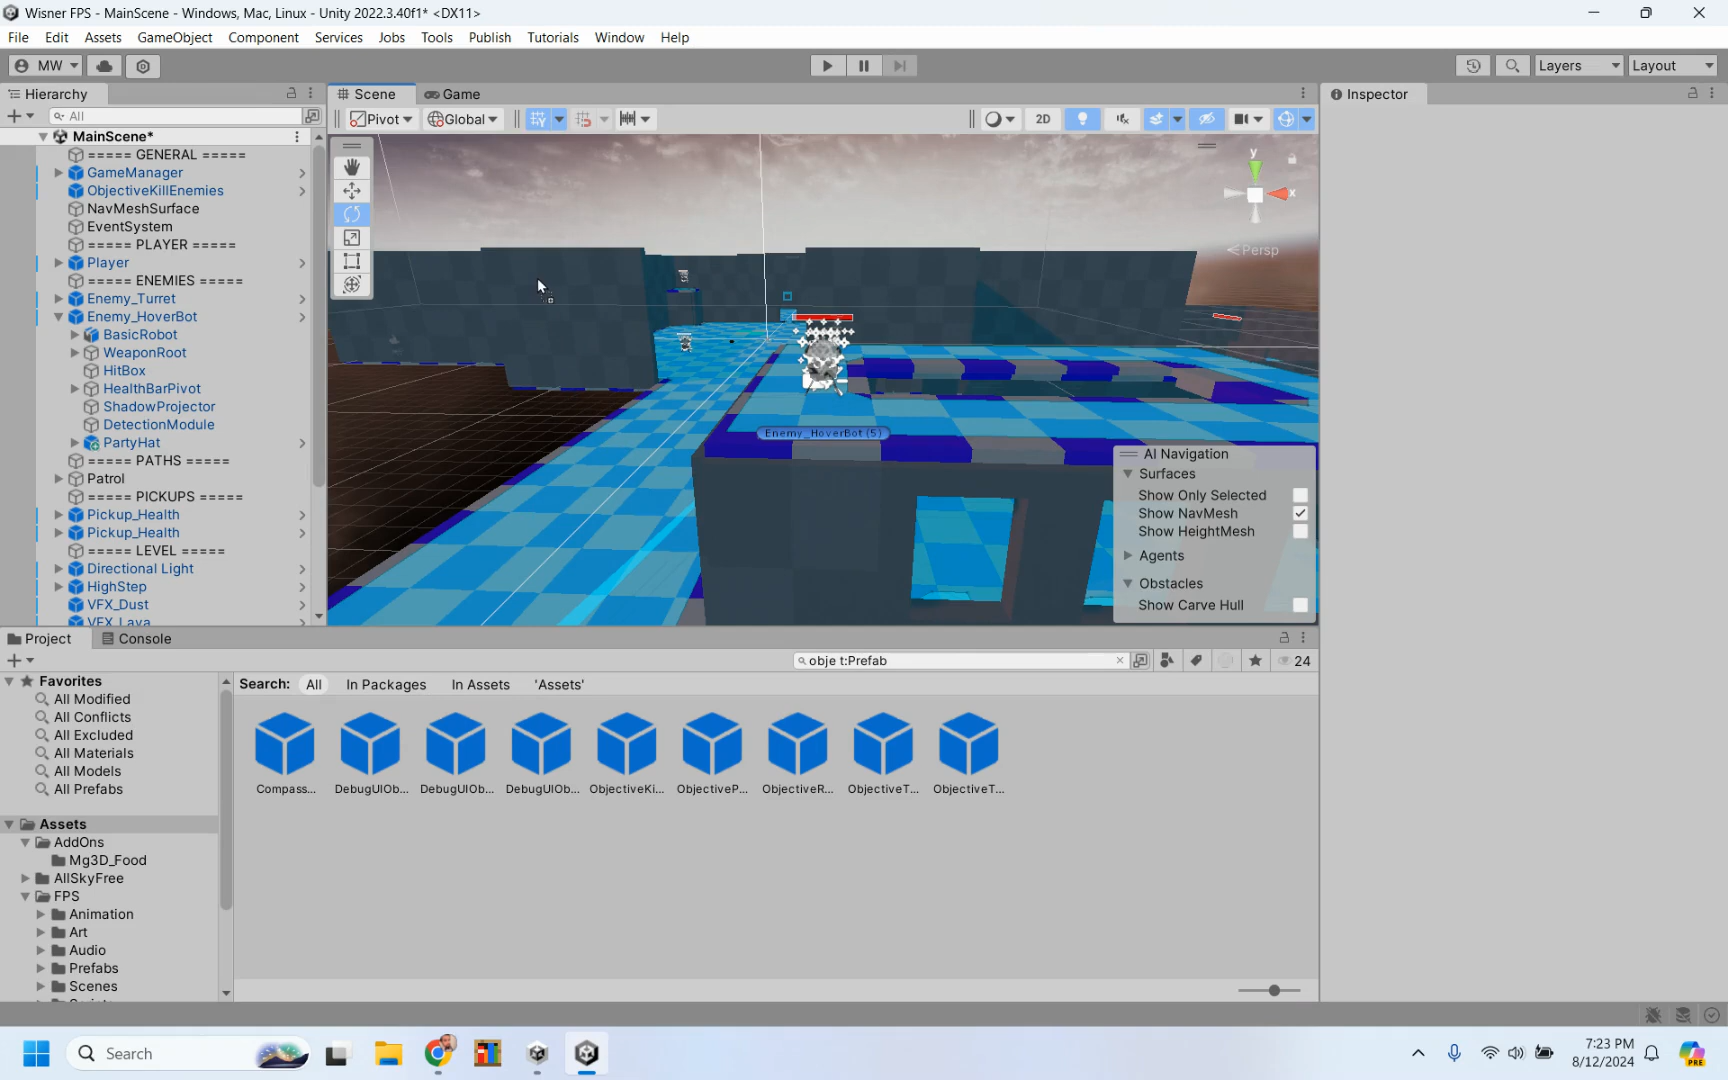 Wisner FPS - MainScene - Windows, Mac, Linux - Unity 2022.3.40f1* <DX11>
File Edit Assets GameObject Component Services Jobs Tools Publish Tutorials Window Help
MW Layers Layout
Hierarchy
All
MainScene*
===== GENERAL =====
GameManager
ObjectiveKillEnemies
NavMeshSurface
EventSystem
===== PLAYER =====
Player
===== ENEMIES =====
Enemy_Turret
Enemy_HoverBot
BasicRobot
WeaponRoot
HitBox
HealthBarPivot
ShadowProjector
DetectionModule
PartyHat
===== PATHS =====
Patrol
===== PICKUPS =====
Pickup_Health
Pickup_Health
===== LEVEL =====
Directional Light
HighStep
VFX_Dust
VFX_Lava
Scene Game
Pivot Global 2D
y
x
Persp
Enemy_HoverBot (5)
AI Navigation
Surfaces
Show Only Selected
Show NavMesh
Show HeightMesh
Agents
Obstacles
Show Carve Hull
Inspector
Project Console
obje t:Prefab
24
Favorites
All Modified
All Conflicts
All Excluded
All Materials
All Models
All Prefabs
Assets
AddOns
Mg3D_Food
AllSkyFree
FPS
Animation
Art
Audio
Prefabs
Scenes
Search: All In Packages In Assets 'Assets'
Compass... DebugUIOb... DebugUIOb... DebugUIOb... ObjectiveKi... ObjectiveP... ObjectiveR... ObjectiveT... ObjectiveT...
Search
7:23 PM
8/12/2024
PRE